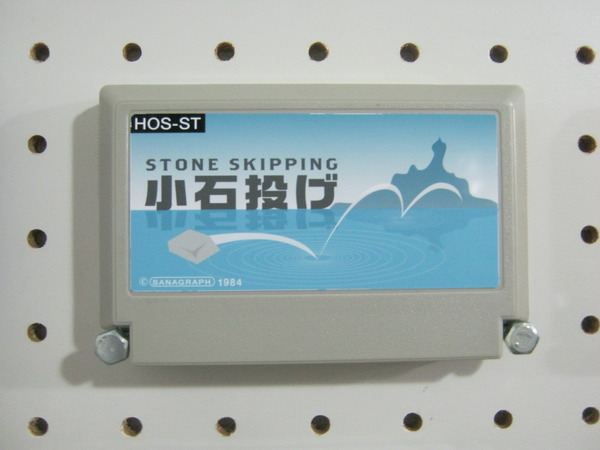 HOS-ST
STONE SKIPPING
小石投げ
© SANAGRAPH 1984